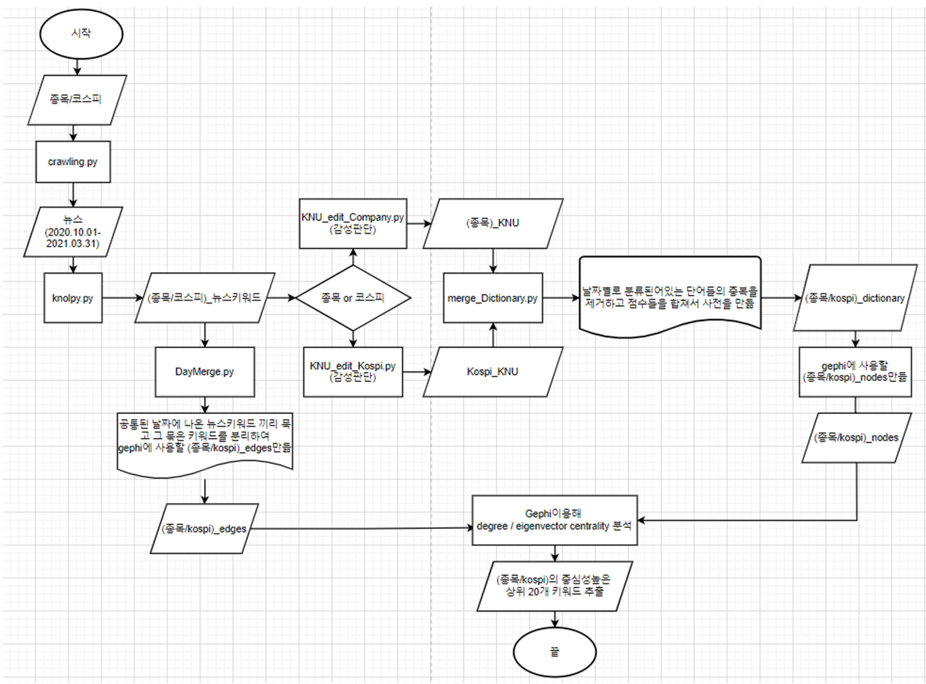 시작
종목/코스피
crawling.py
뉴스
(2020.10.01-
2021.03.31)
knolpy.py
(종목/코스피)_뉴스키워드
종목 or 코스피
KNU_edit_Company.py
(감성판단)
(종목)_KNU
KNU_edit_Kospi.py
(감성판단)
Kospi_KNU
merge_Dictionary.py
날짜별로 분류된어있는 단어들의 중복을
제거하고 점수들을 합쳐서 사전을 만듦
(종목/kospi)_dictionary
gephi에 사용할
(종목/kospi)_nodes만듦
(종목/kospi)_nodes
DayMerge.py
공통된 날짜에 나온 뉴스키워드 끼리 묶
고 그 묶온 키워드를 분리하여
gephi에 사용할 (종목/kospi)_edges만듦
(종목/kospi)_edges
Gephi이용해
degree / eigenvector centrality 분석
(종목/kospi)의 중심성높온
상위 20개 키워드 추출
끝